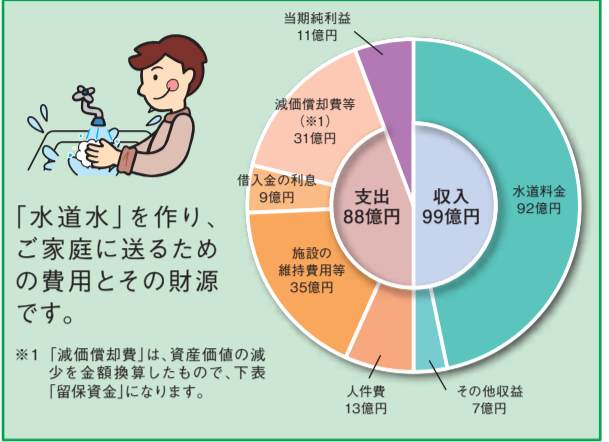 当期純利益
11億円
減価償却費等
（※1）
31億円
借入金の利息
9億円
支出
88億円
収入
99億円
水道料金
92億円
施設の
維持費用等
35億円
人件費
13億円
その他収益
7億円
「水道水」を作り、
ご家庭に送るため
の費用とその財源
です。
※1 「減価償却費」は、資産価値の減
少を金額換算したもので、下表
「留保資金」になります。